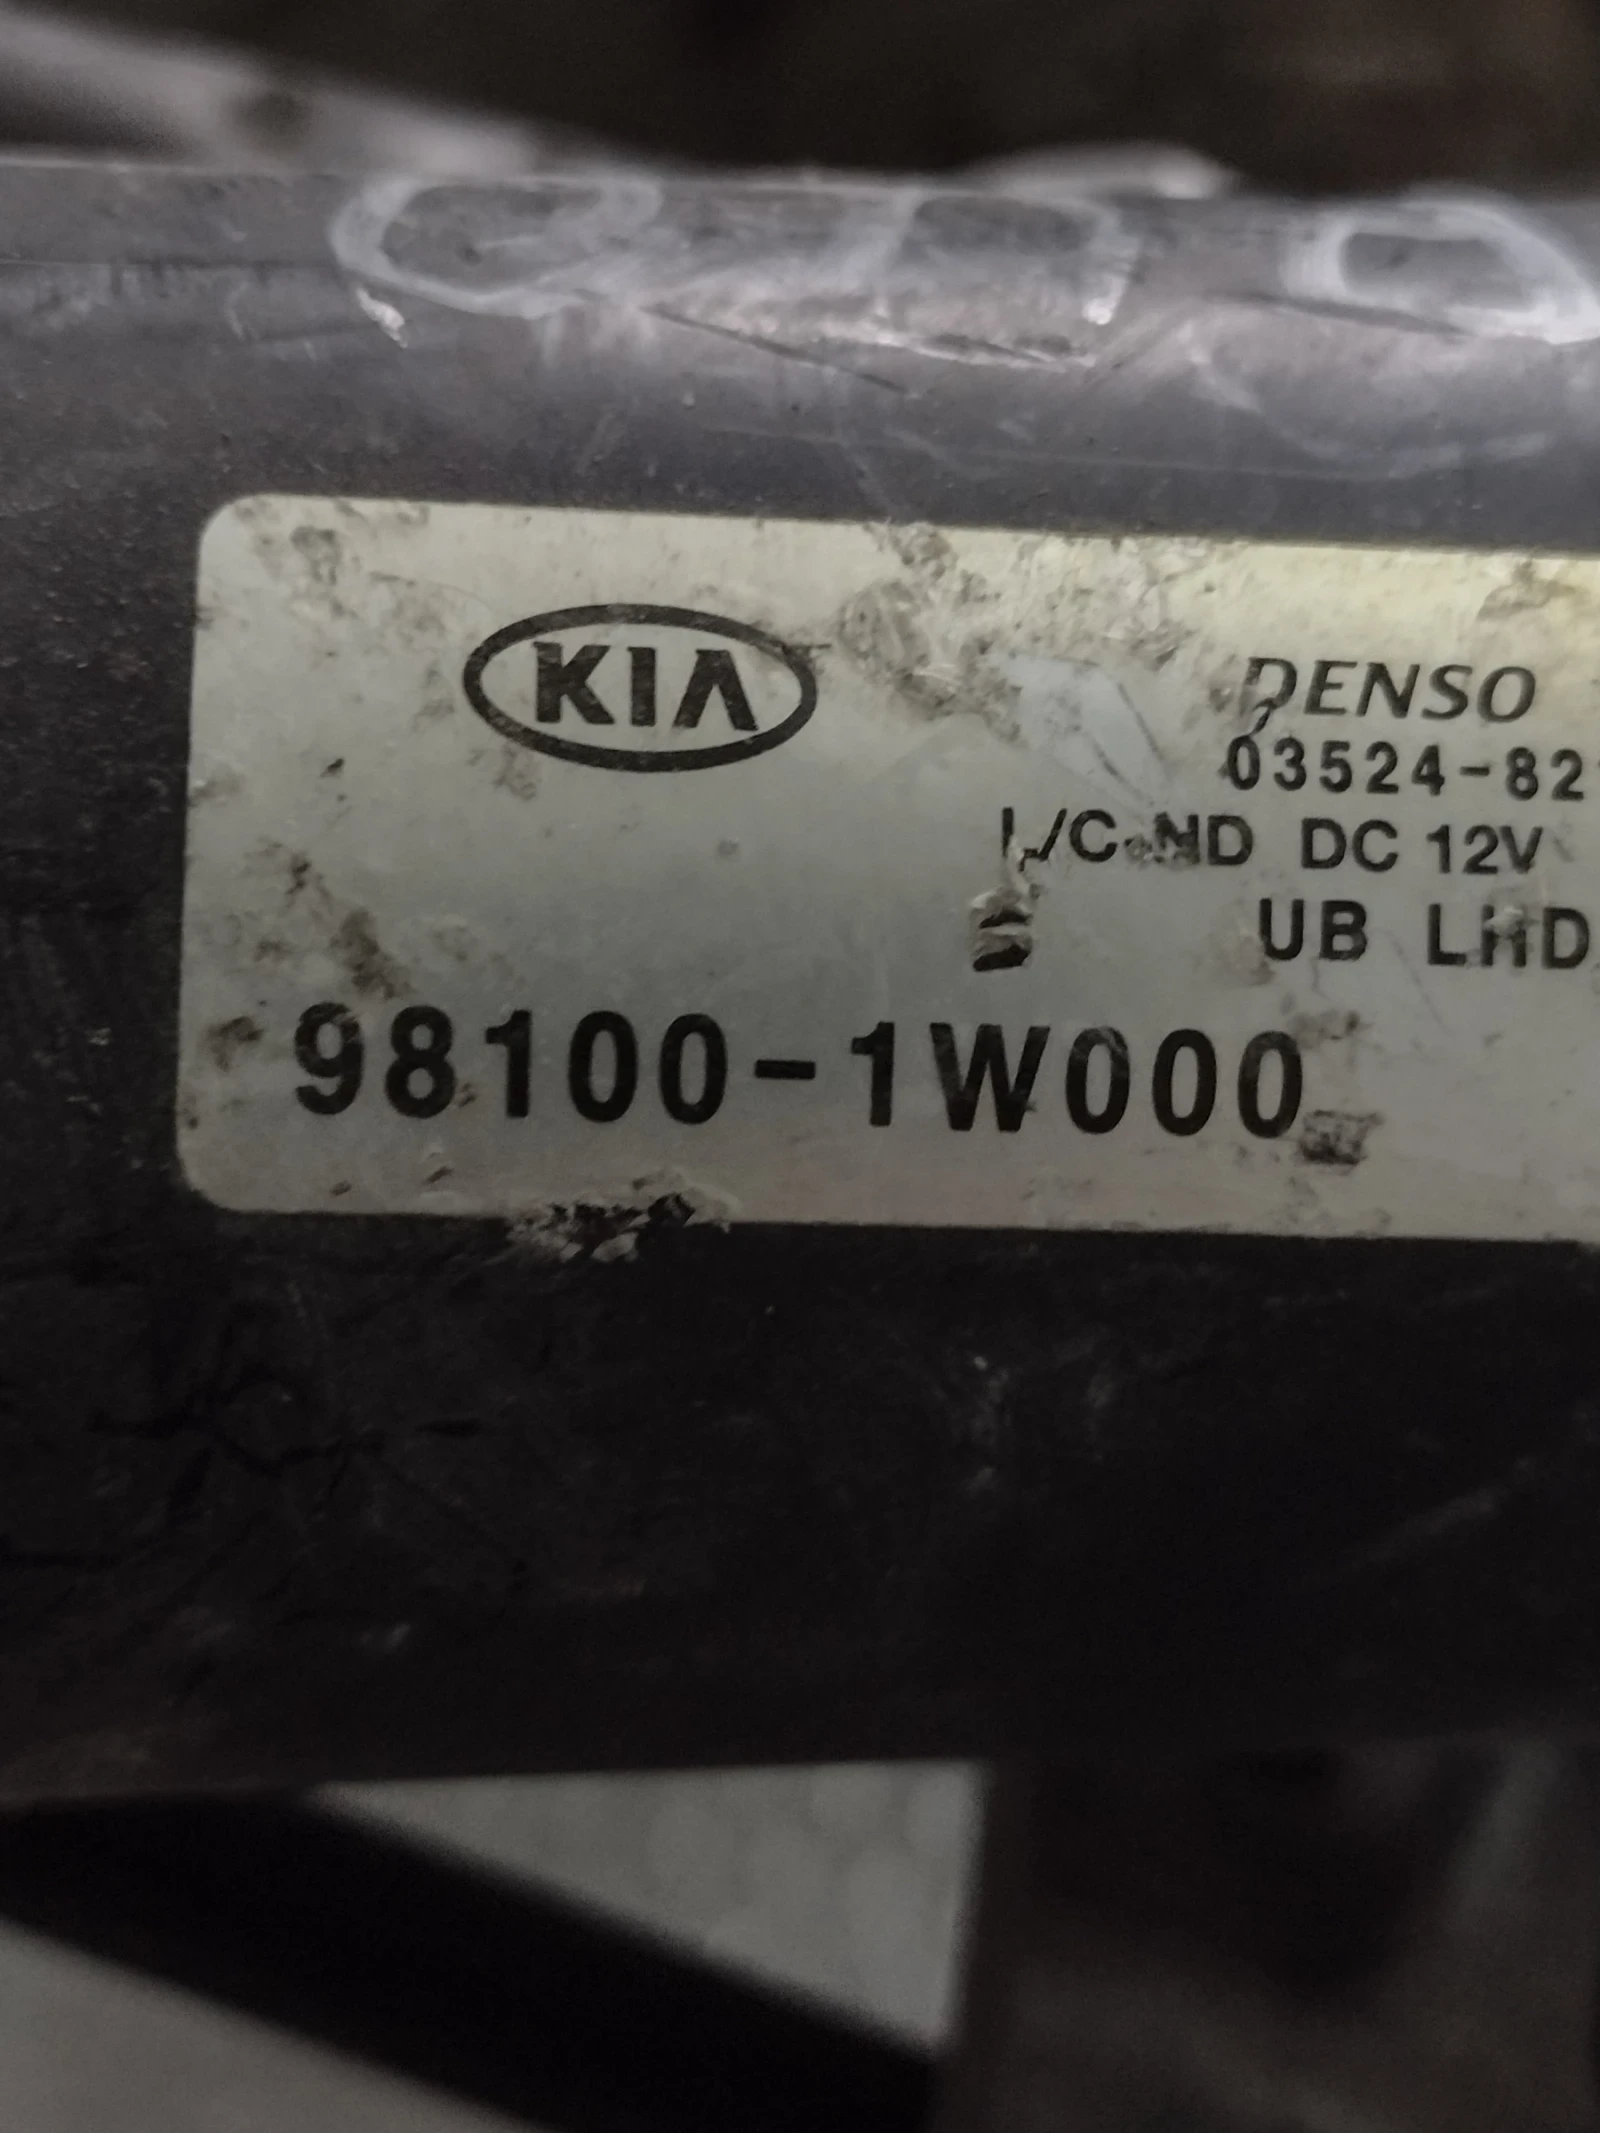 KIA
DENSO
03524-82
L/C-ND DC 12V
UB LHD
98100-1W000